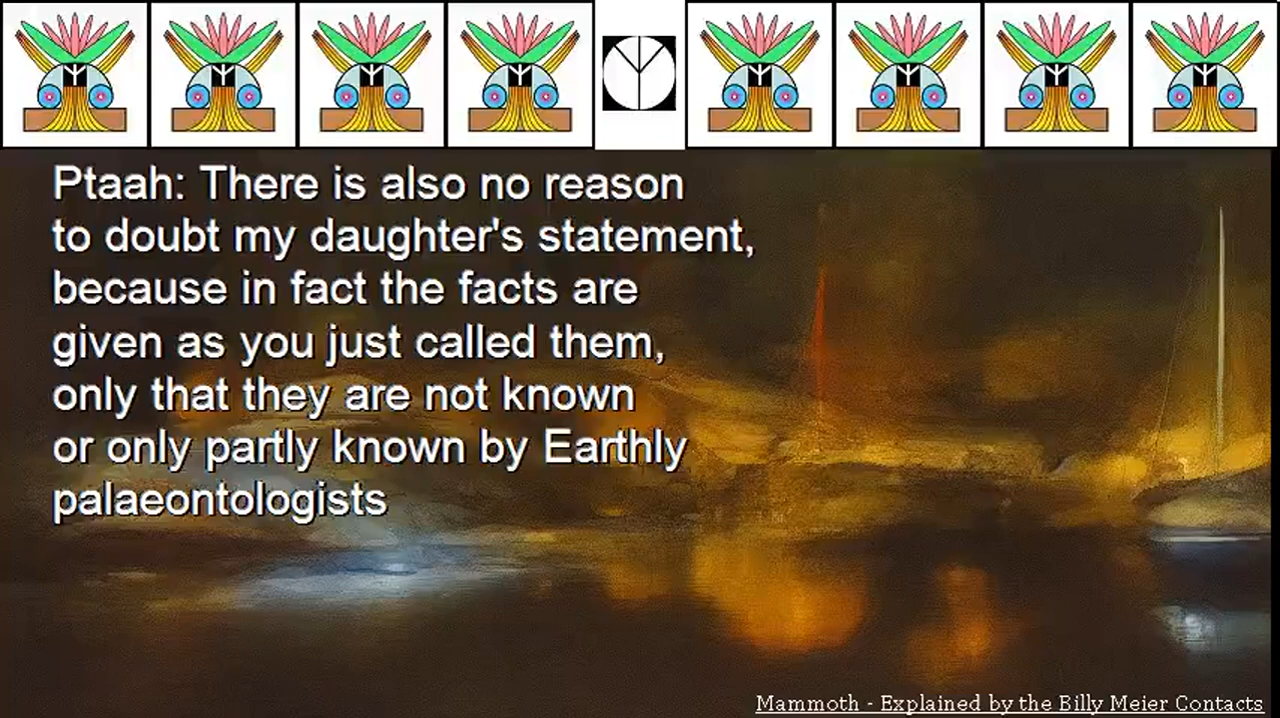 Ptaah: There is also no reason
to doubt my daughter's statement,
because in fact the facts are
given as you just called them,
only that they are not known
or only partly known by Earthly
palaeontologists
Mammoth - Explained by the Billy Meier Contacts